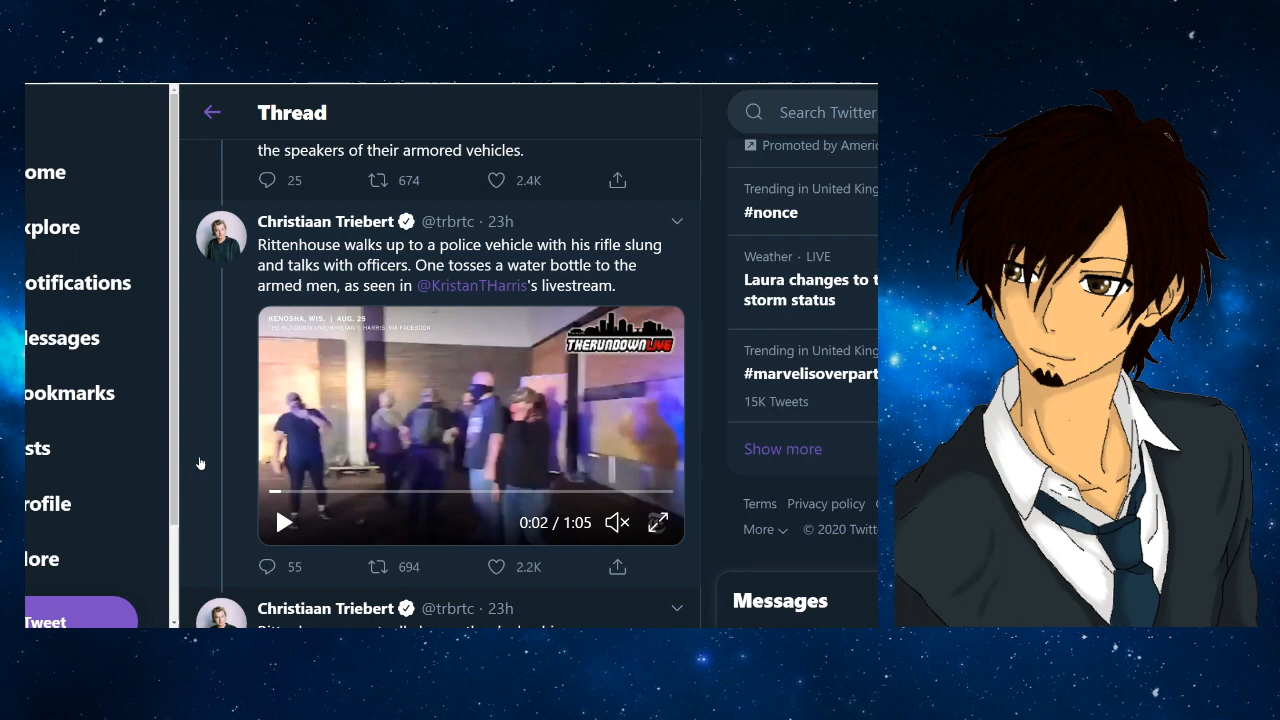 ome
xplore
otifications
lessages
ookmarks
sts
rofile
lore
Tweet
Thread
the speakers of their armored vehicles.
25 674 2.4K
Christiaan Triebert @trbrtc · 23h
Rittenhouse walks up to a police vehicle with his rifle slung
and talks with officers. One tosses a water bottle to the
armed men, as seen in @KristanTHarris's livestream.
KENOSHA, WIS. | AUG. 25
THE RUNDOWN LIVE/KRISTAN T. HARRIS, VIA FACEBOOK
THERUNDOWNLIVE
0:02 / 1:05
55 694 2.2K
Christiaan Triebert @trbrtc · 23h
Search Twitter
Promoted by Americ
Trending in United King
#nonce
Weather · LIVE
Laura changes to t
storm status
Trending in United King
#marvelisoverpart
15K Tweets
Show more
Terms Privacy policy
More © 2020 Twitt
Messages